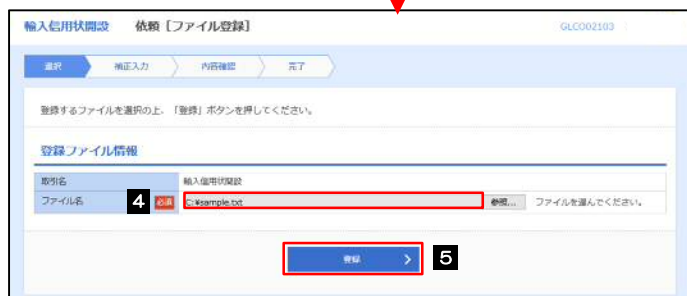 輸入信用状開設 依頼［ファイル登録］ GLCO02103
選択 補正入力 内容確認 完了
登録するファイルを選択の上、「登録」ボタンを押してください。
登録ファイル情報
取引名 輸入信用状開設
ファイル名 4 必須 C:¥sample.txt 参照... ファイルを選んでください。
登録 5